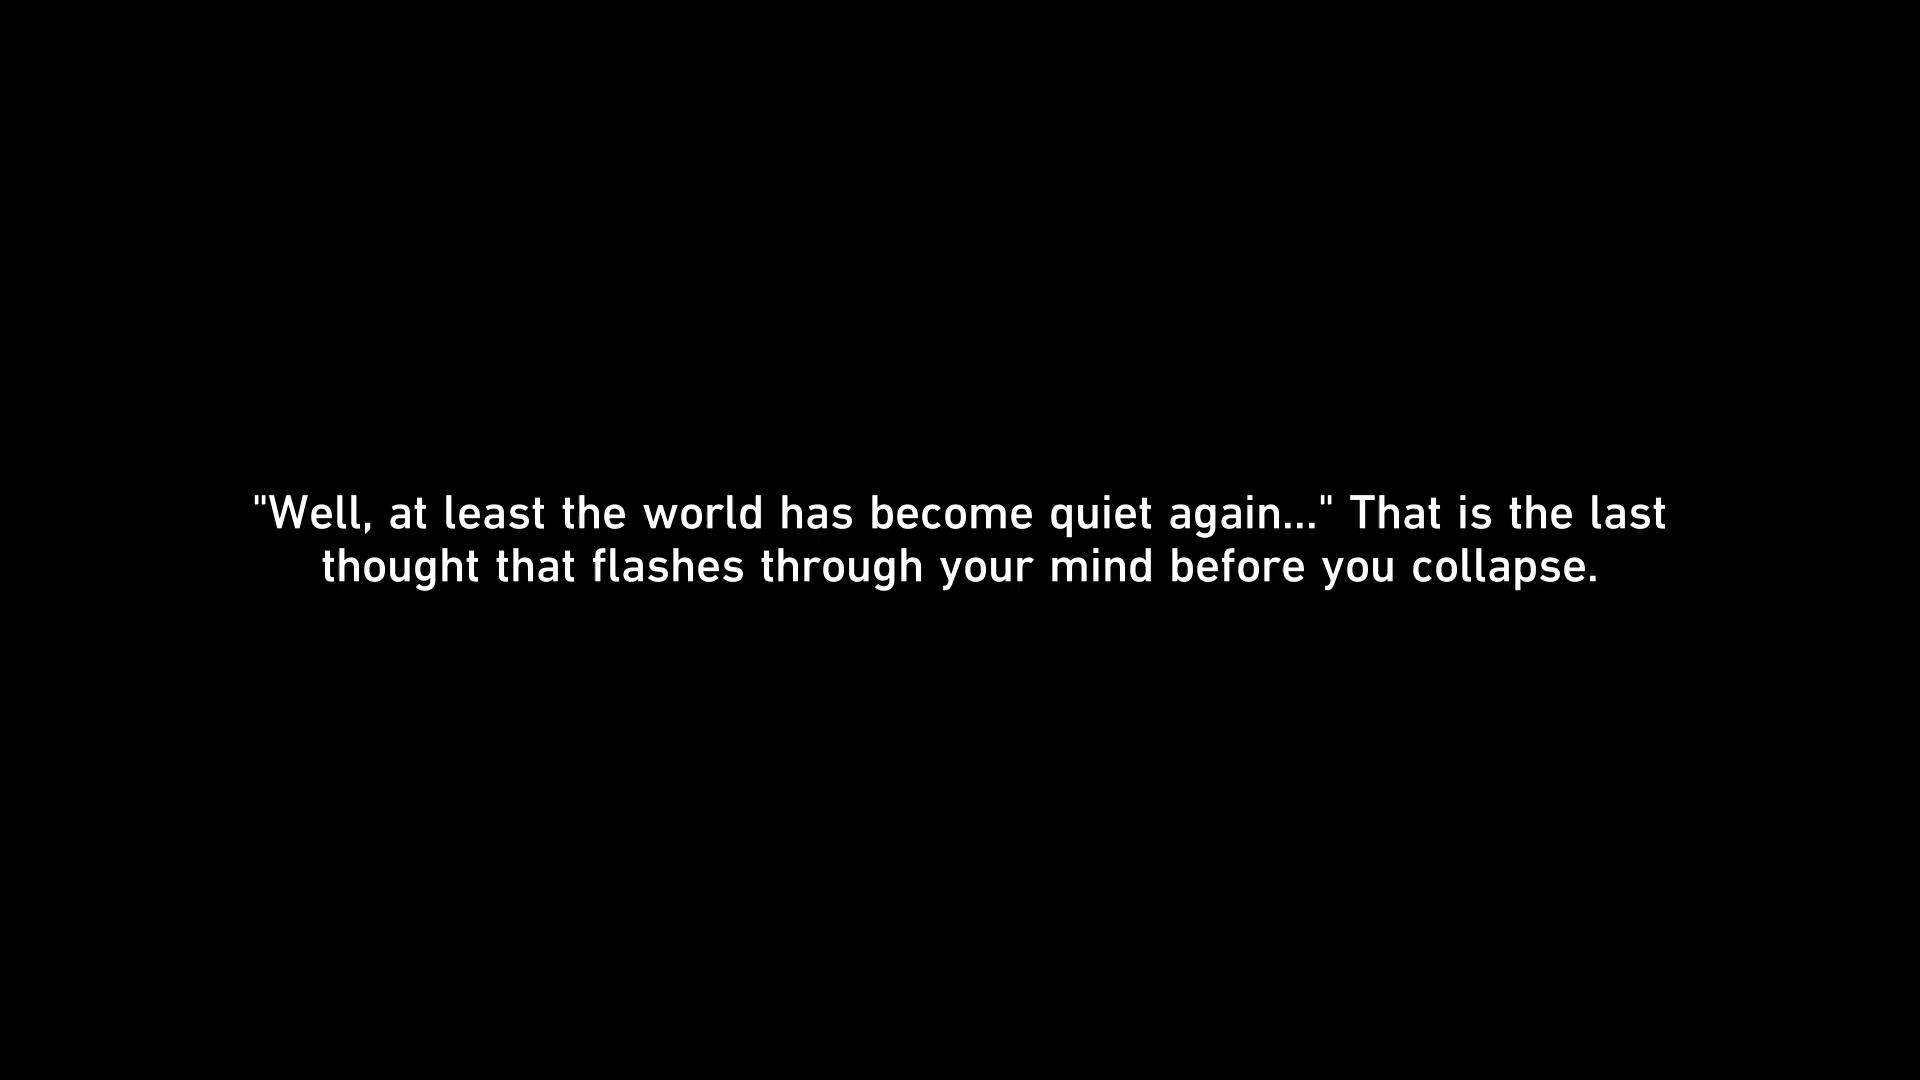 "Well, at least the world has become quiet again..." That is the last
thought that flashes through your mind before you collapse.